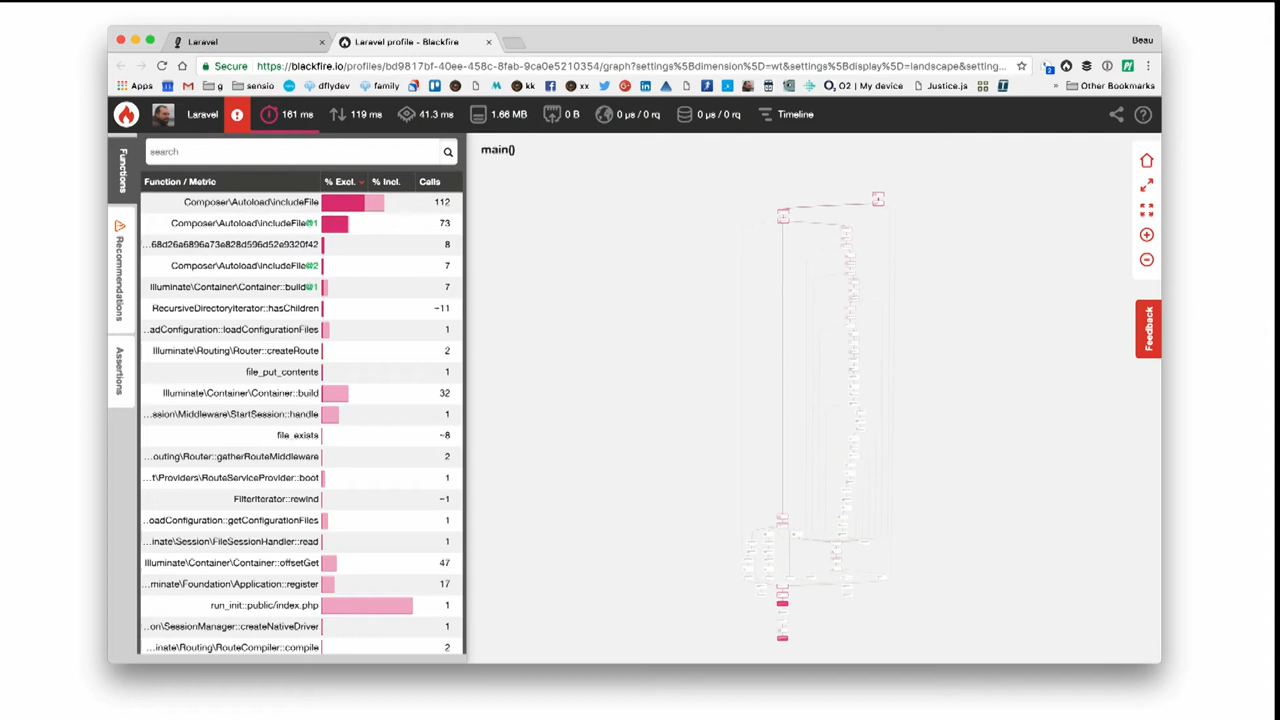 Laravel
Laravel profile - Blackfire
Beau
Secure https://blackfire.io/profiles/bd9817bf-40ee-458c-8fab-9ca0e5210354/graph?settings%5Bdimension%5D=wt&settings%5Bdisplay%5D=landscape&setting...
Apps g sensio dflydev family kk xx O2 | My device Justice.js » Other Bookmarks
Laravel 161 ms 119 ms 41.3 ms 1.66 MB 0 B 0 µs / 0 rq 0 µs / 0 rq Timeline
Functions
Recommendations
Assertions
search
main()
Function / Metric % Excl. % Incl. Calls
Composer\Autoload\includeFile 112
Composer\Autoload\includeFile@1 73
...68d26a6896a73e828d596d52e9320f42 8
Composer\Autoload\includeFile@2 7
Illuminate\Container\Container::build@1 7
RecursiveDirectoryIterator::hasChildren ~11
...adConfiguration::loadConfigurationFiles 1
Illuminate\Routing\Router::createRoute 2
file_put_contents 1
Illuminate\Container\Container::build 32
...ssion\Middleware\StartSession::handle 1
file_exists ~8
...outing\Router::gatherRouteMiddleware 2
...t\Providers\RouteServiceProvider::boot 1
FilterIterator::rewind ~1
...oadConfiguration::getConfigurationFiles 1
...inate\Session\FileSessionHandler::read 1
Illuminate\Container\Container::offsetGet 47
...minate\Foundation\Application::register 17
run_init::public/index.php 1
...on\SessionManager::createNativeDriver 1
...inate\Routing\RouteCompiler::compile 2
Feedback